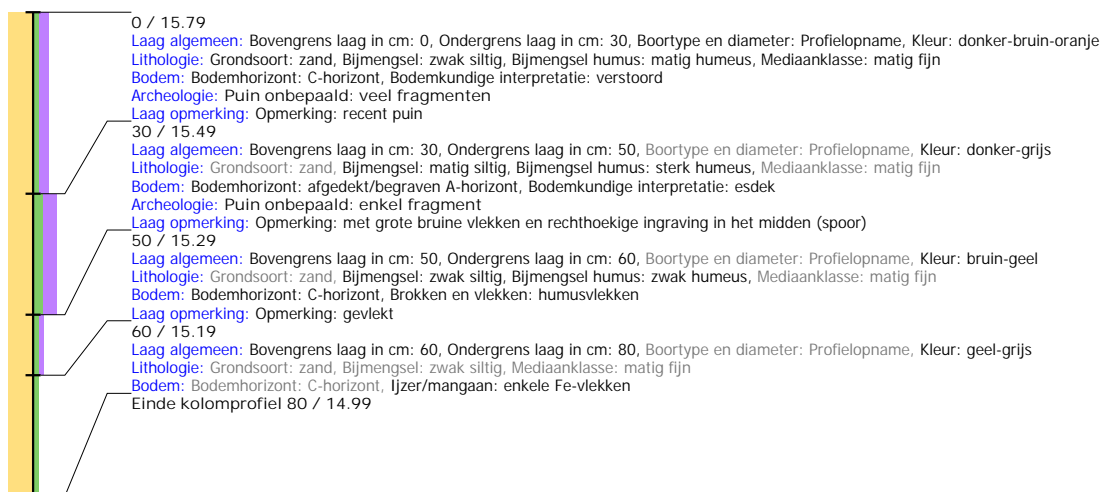 0 / 15.79
Laag algemeen: Bovengrens laag in cm: 0, Ondergrens laag in cm: 30, Boortype en diameter: Profielopname, Kleur: donker-bruin-oranje
Lithologie: Grondsoort: zand, Bijmengsel: zwak siltig, Bijmengsel humus: matig humeus, Mediaanklasse: matig fijn
Bodem: Bodemhorizont: C-horizont, Bodemkundige interpretatie: verstoord
Archeologie: Puin onbepaald: veel fragmenten
Laag opmerking: Opmerking: recent puin
30 / 15.49
Laag algemeen: Bovengrens laag in cm: 30, Ondergrens laag in cm: 50, Boortype en diameter: Profielopname, Kleur: donker-grijs
Lithologie: Grondsoort: zand, Bijmengsel: matig siltig, Bijmengsel humus: sterk humeus, Mediaanklasse: matig fijn
Bodem: Bodemhorizont: afgedekt/begraven A-horizont, Bodemkundige interpretatie: esdek
Archeologie: Puin onbepaald: enkel fragment
Laag opmerking: Opmerking: met grote bruine vlekken en rechthoekige ingraving in het midden (spoor)
50 / 15.29
Laag algemeen: Bovengrens laag in cm: 50, Ondergrens laag in cm: 60, Boortype en diameter: Profielopname, Kleur: bruin-geel
Lithologie: Grondsoort: zand, Bijmengsel: zwak siltig, Bijmengsel humus: zwak humeus, Mediaanklasse: matig fijn
Bodem: Bodemhorizont: C-horizont, Brokken en vlekken: humusvlekken
Laag opmerking: Opmerking: gevlekt
60 / 15.19
Laag algemeen: Bovengrens laag in cm: 60, Ondergrens laag in cm: 80, Boortype en diameter: Profielopname, Kleur: geel-grijs
Lithologie: Grondsoort: zand, Bijmengsel: zwak siltig, Mediaanklasse: matig fijn
Bodem: Bodemhorizont: C-horizont, Ijzer/mangaan: enkele Fe-vlekken
Einde kolomprofiel 80 / 14.99